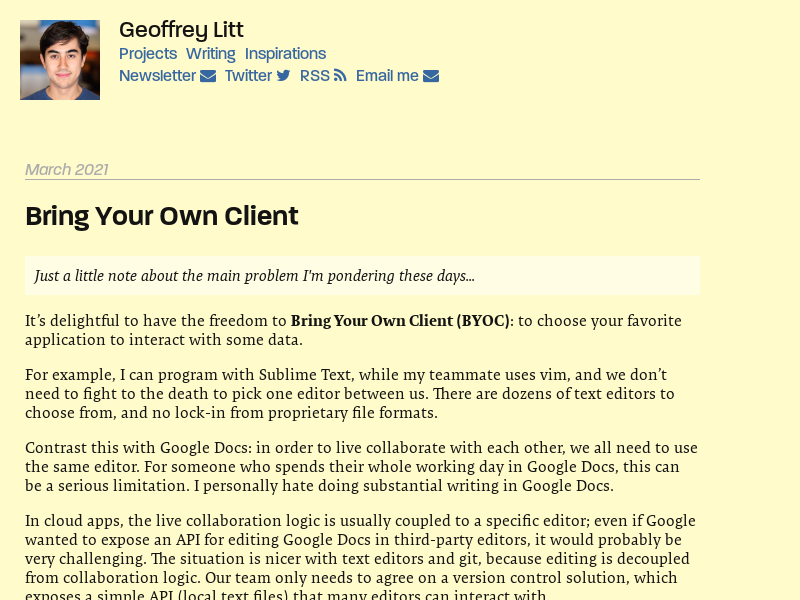 Geoffrey Litt
Projects Writing Inspirations
Newsletter Twitter RSS Email me
March 2021
Bring Your Own Client
Just a little note about the main problem I'm pondering these days...
It’s delightful to have the freedom to Bring Your Own Client (BYOC): to choose your favorite
application to interact with some data.
For example, I can program with Sublime Text, while my teammate uses vim, and we don’t
need to fight to the death to pick one editor between us. There are dozens of text editors to
choose from, and no lock-in from proprietary file formats.
Contrast this with Google Docs: in order to live collaborate with each other, we all need to use
the same editor. For someone who spends their whole working day in Google Docs, this can
be a serious limitation. I personally hate doing substantial writing in Google Docs.
In cloud apps, the live collaboration logic is usually coupled to a specific editor; even if Google
wanted to expose an API for editing Google Docs in third-party editors, it would probably be
very challenging. The situation is nicer with text editors and git, because editing is decoupled
from collaboration logic. Our team only needs to agree on a version control solution, which
exposes a simple API (local text files) that many editors can interact with.